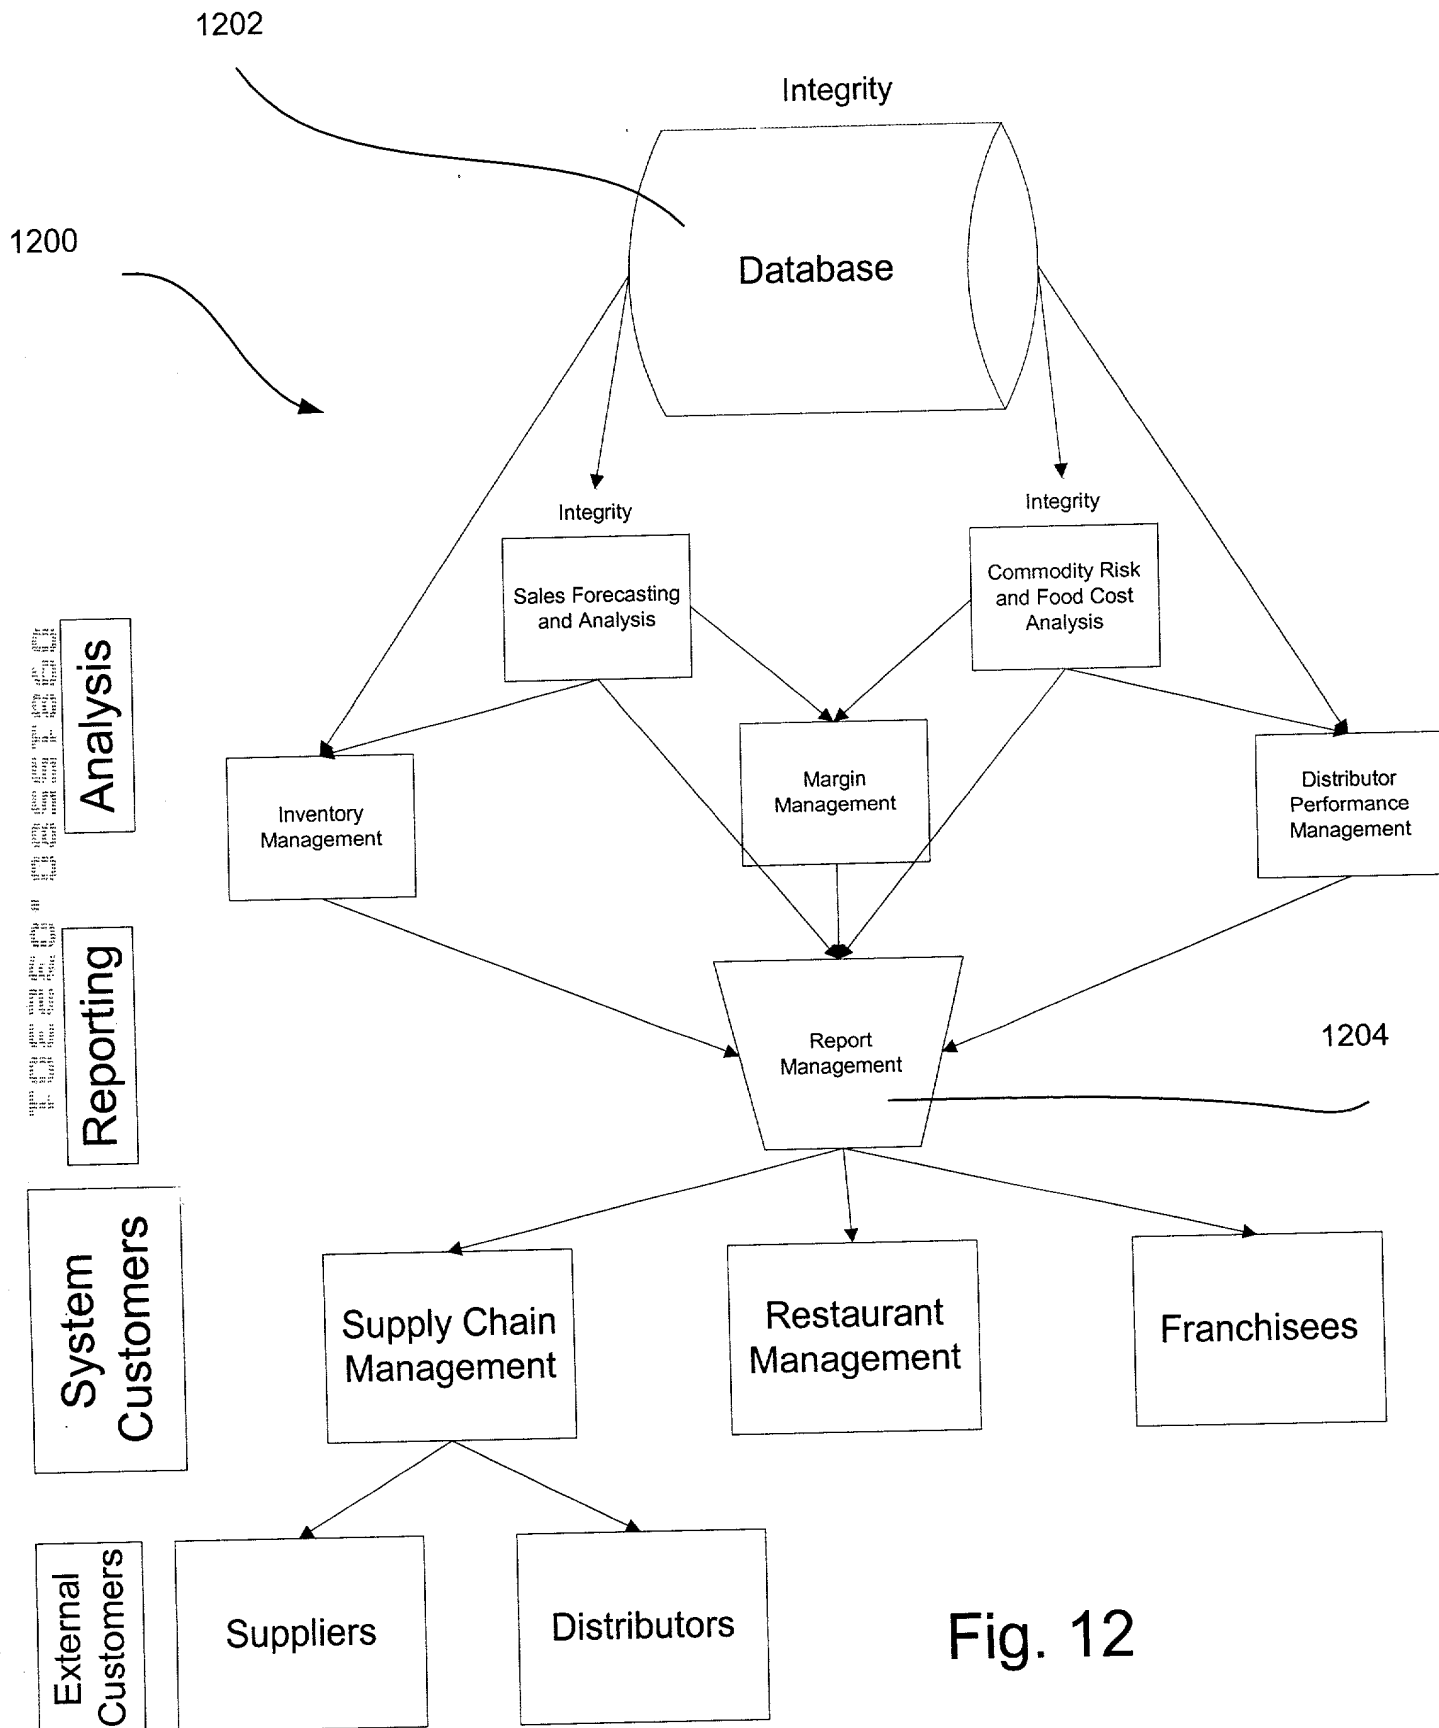 1202
Integrity
1200
Database
Integrity
Integrity
Sales Forecasting
and Analysis
Commodity Risk
and Food Cost
Analysis
Analysis
Inventory
Management
Margin
Management
Distributor
Performance
Management
Reporting
Report
Management
1204
System
Customers
Supply Chain
Management
Restaurant
Management
Franchisees
External
Customers
Suppliers
Distributors
Fig. 12